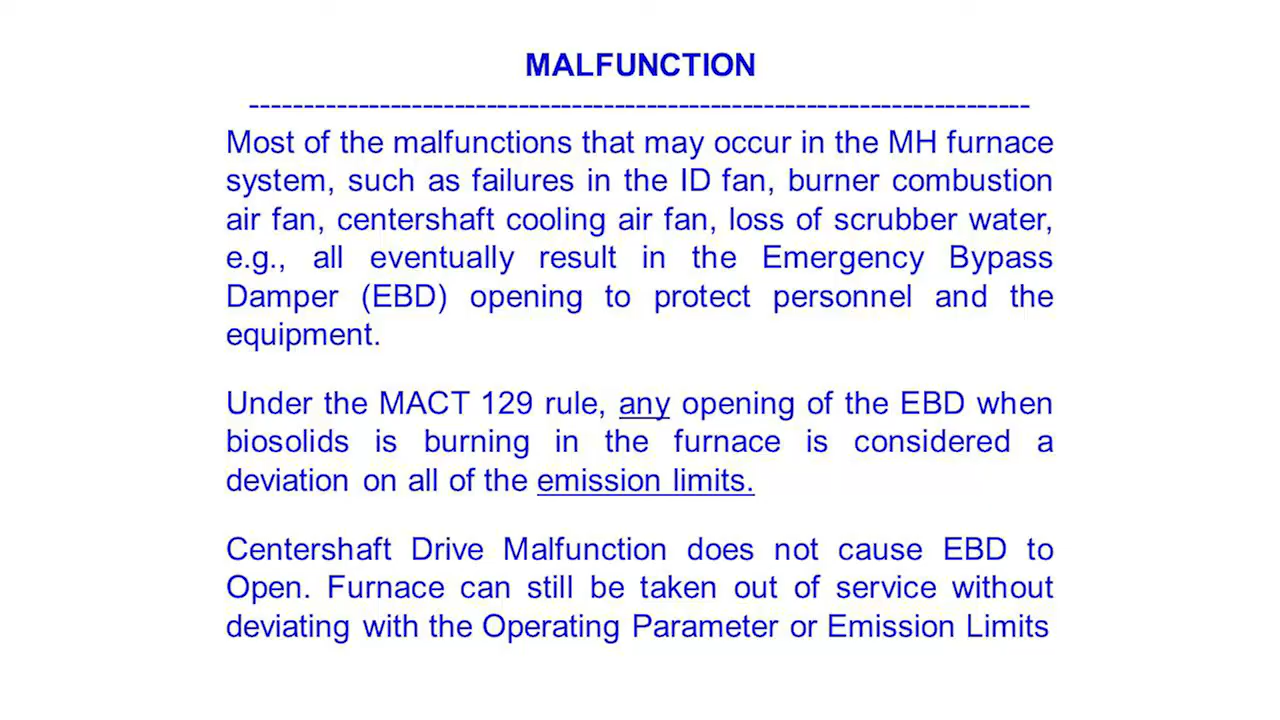 MALFUNCTION
-----------------------------------------------------------------------
Most of the malfunctions that may occur in the MH furnace
system, such as failures in the ID fan, burner combustion
air fan, centershaft cooling air fan, loss of scrubber water,
e.g., all eventually result in the Emergency Bypass
Damper (EBD) opening to protect personnel and the
equipment.
Under the MACT 129 rule, any opening of the EBD when
biosolids is burning in the furnace is considered a
deviation on all of the emission limits.
Centershaft Drive Malfunction does not cause EBD to
Open. Furnace can still be taken out of service without
deviating with the Operating Parameter or Emission Limits